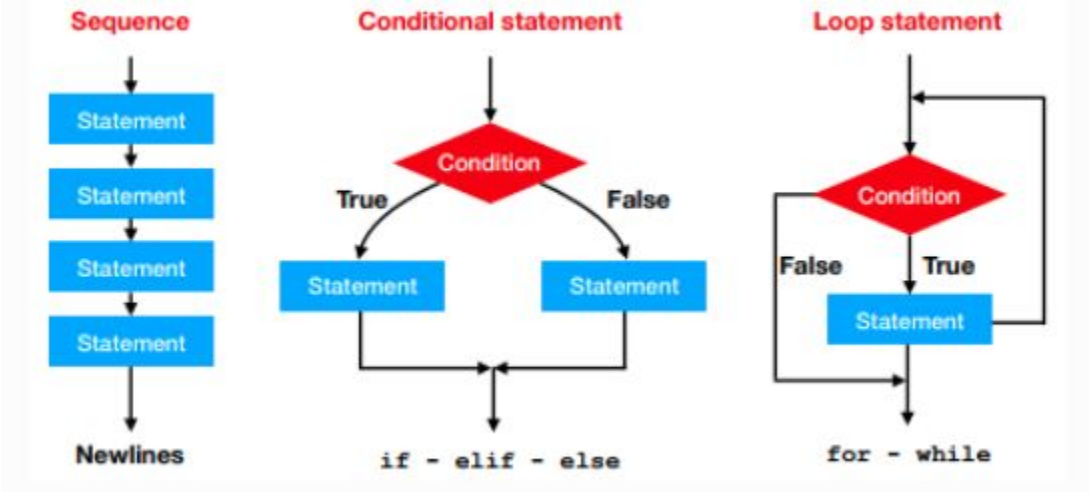 Sequence
Statement
Statement
Statement
Statement
Newlines
Conditional statement
Condition
True
False
Statement
Statement
if - elif - else
Loop statement
Condition
False
True
Statement
for - while